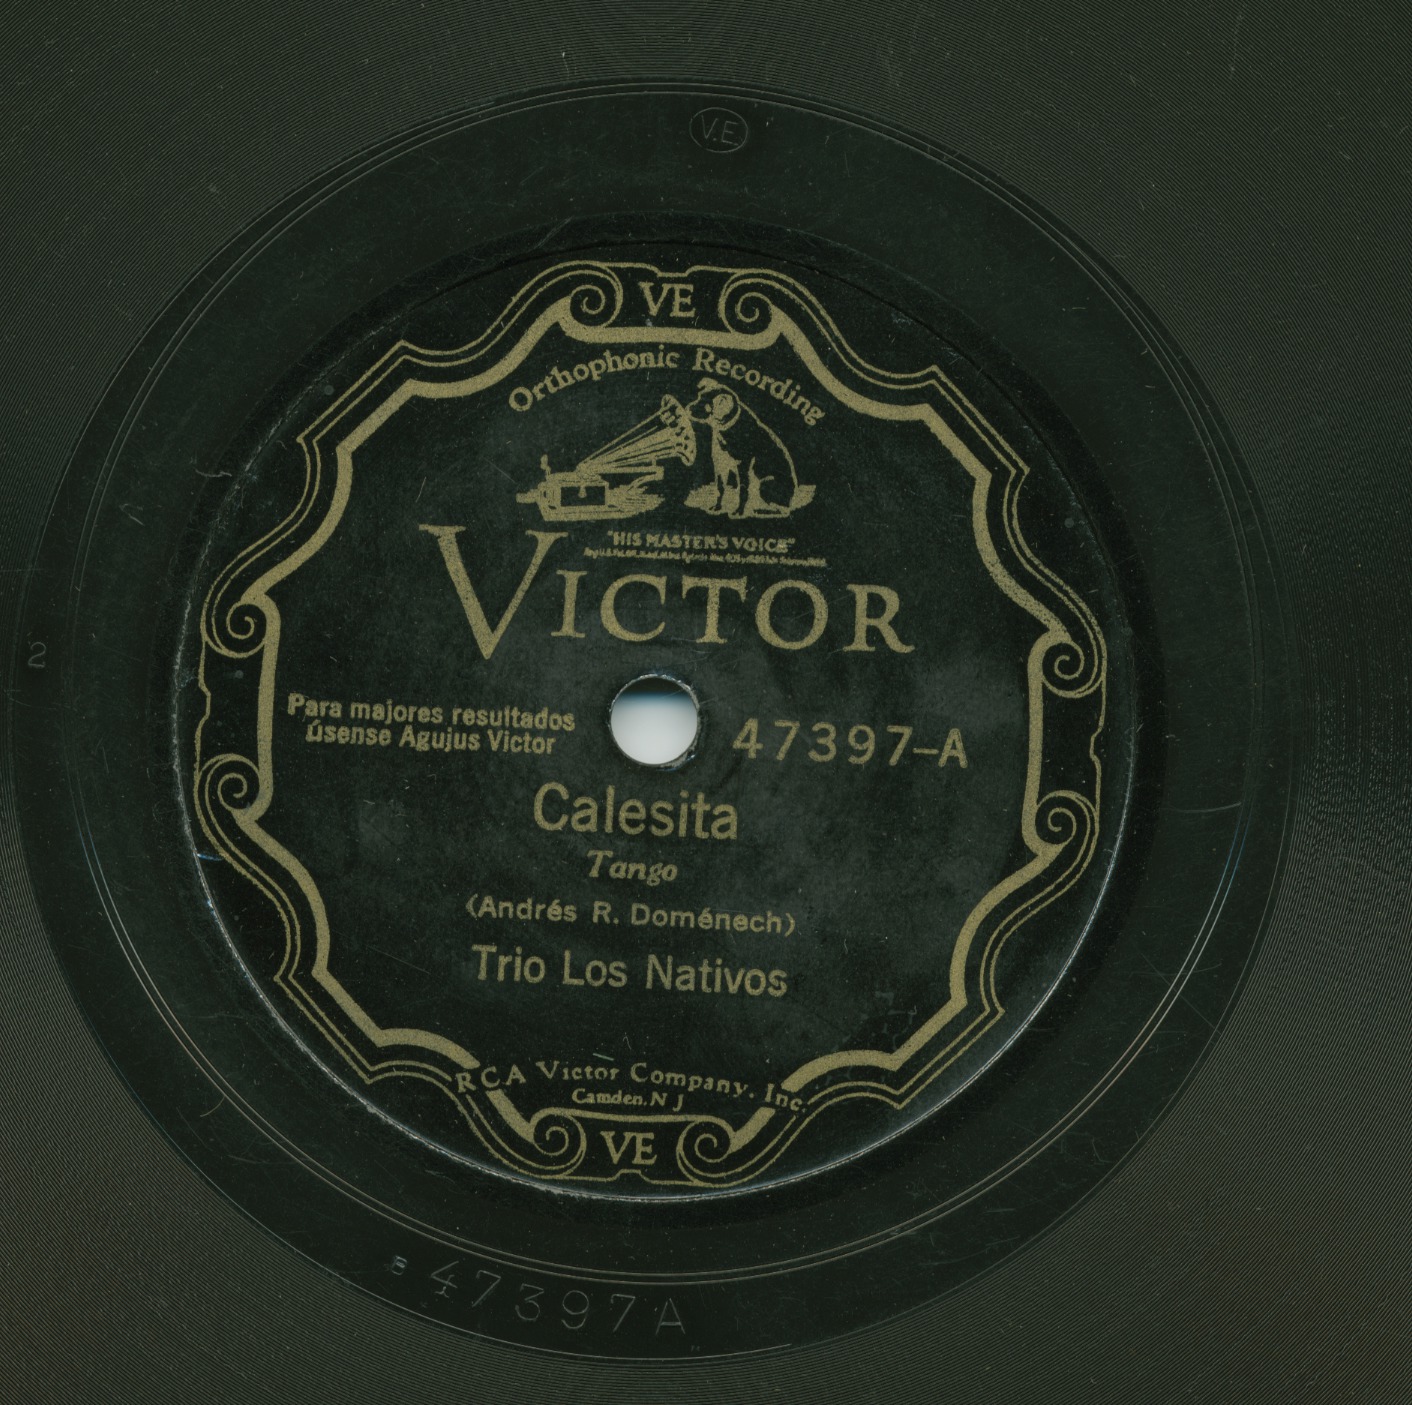 V.E.
VE
Orthophonic Recording
"HIS MASTER'S VOICE"
VICTOR
Para majores resultados
úsense Agujus Victor
47397-A
Calesita
Tango
(Andrés R. Doménech)
Trio Los Nativos
RCA Victor Company, Inc.
Camden, N J
VE
2
47397A